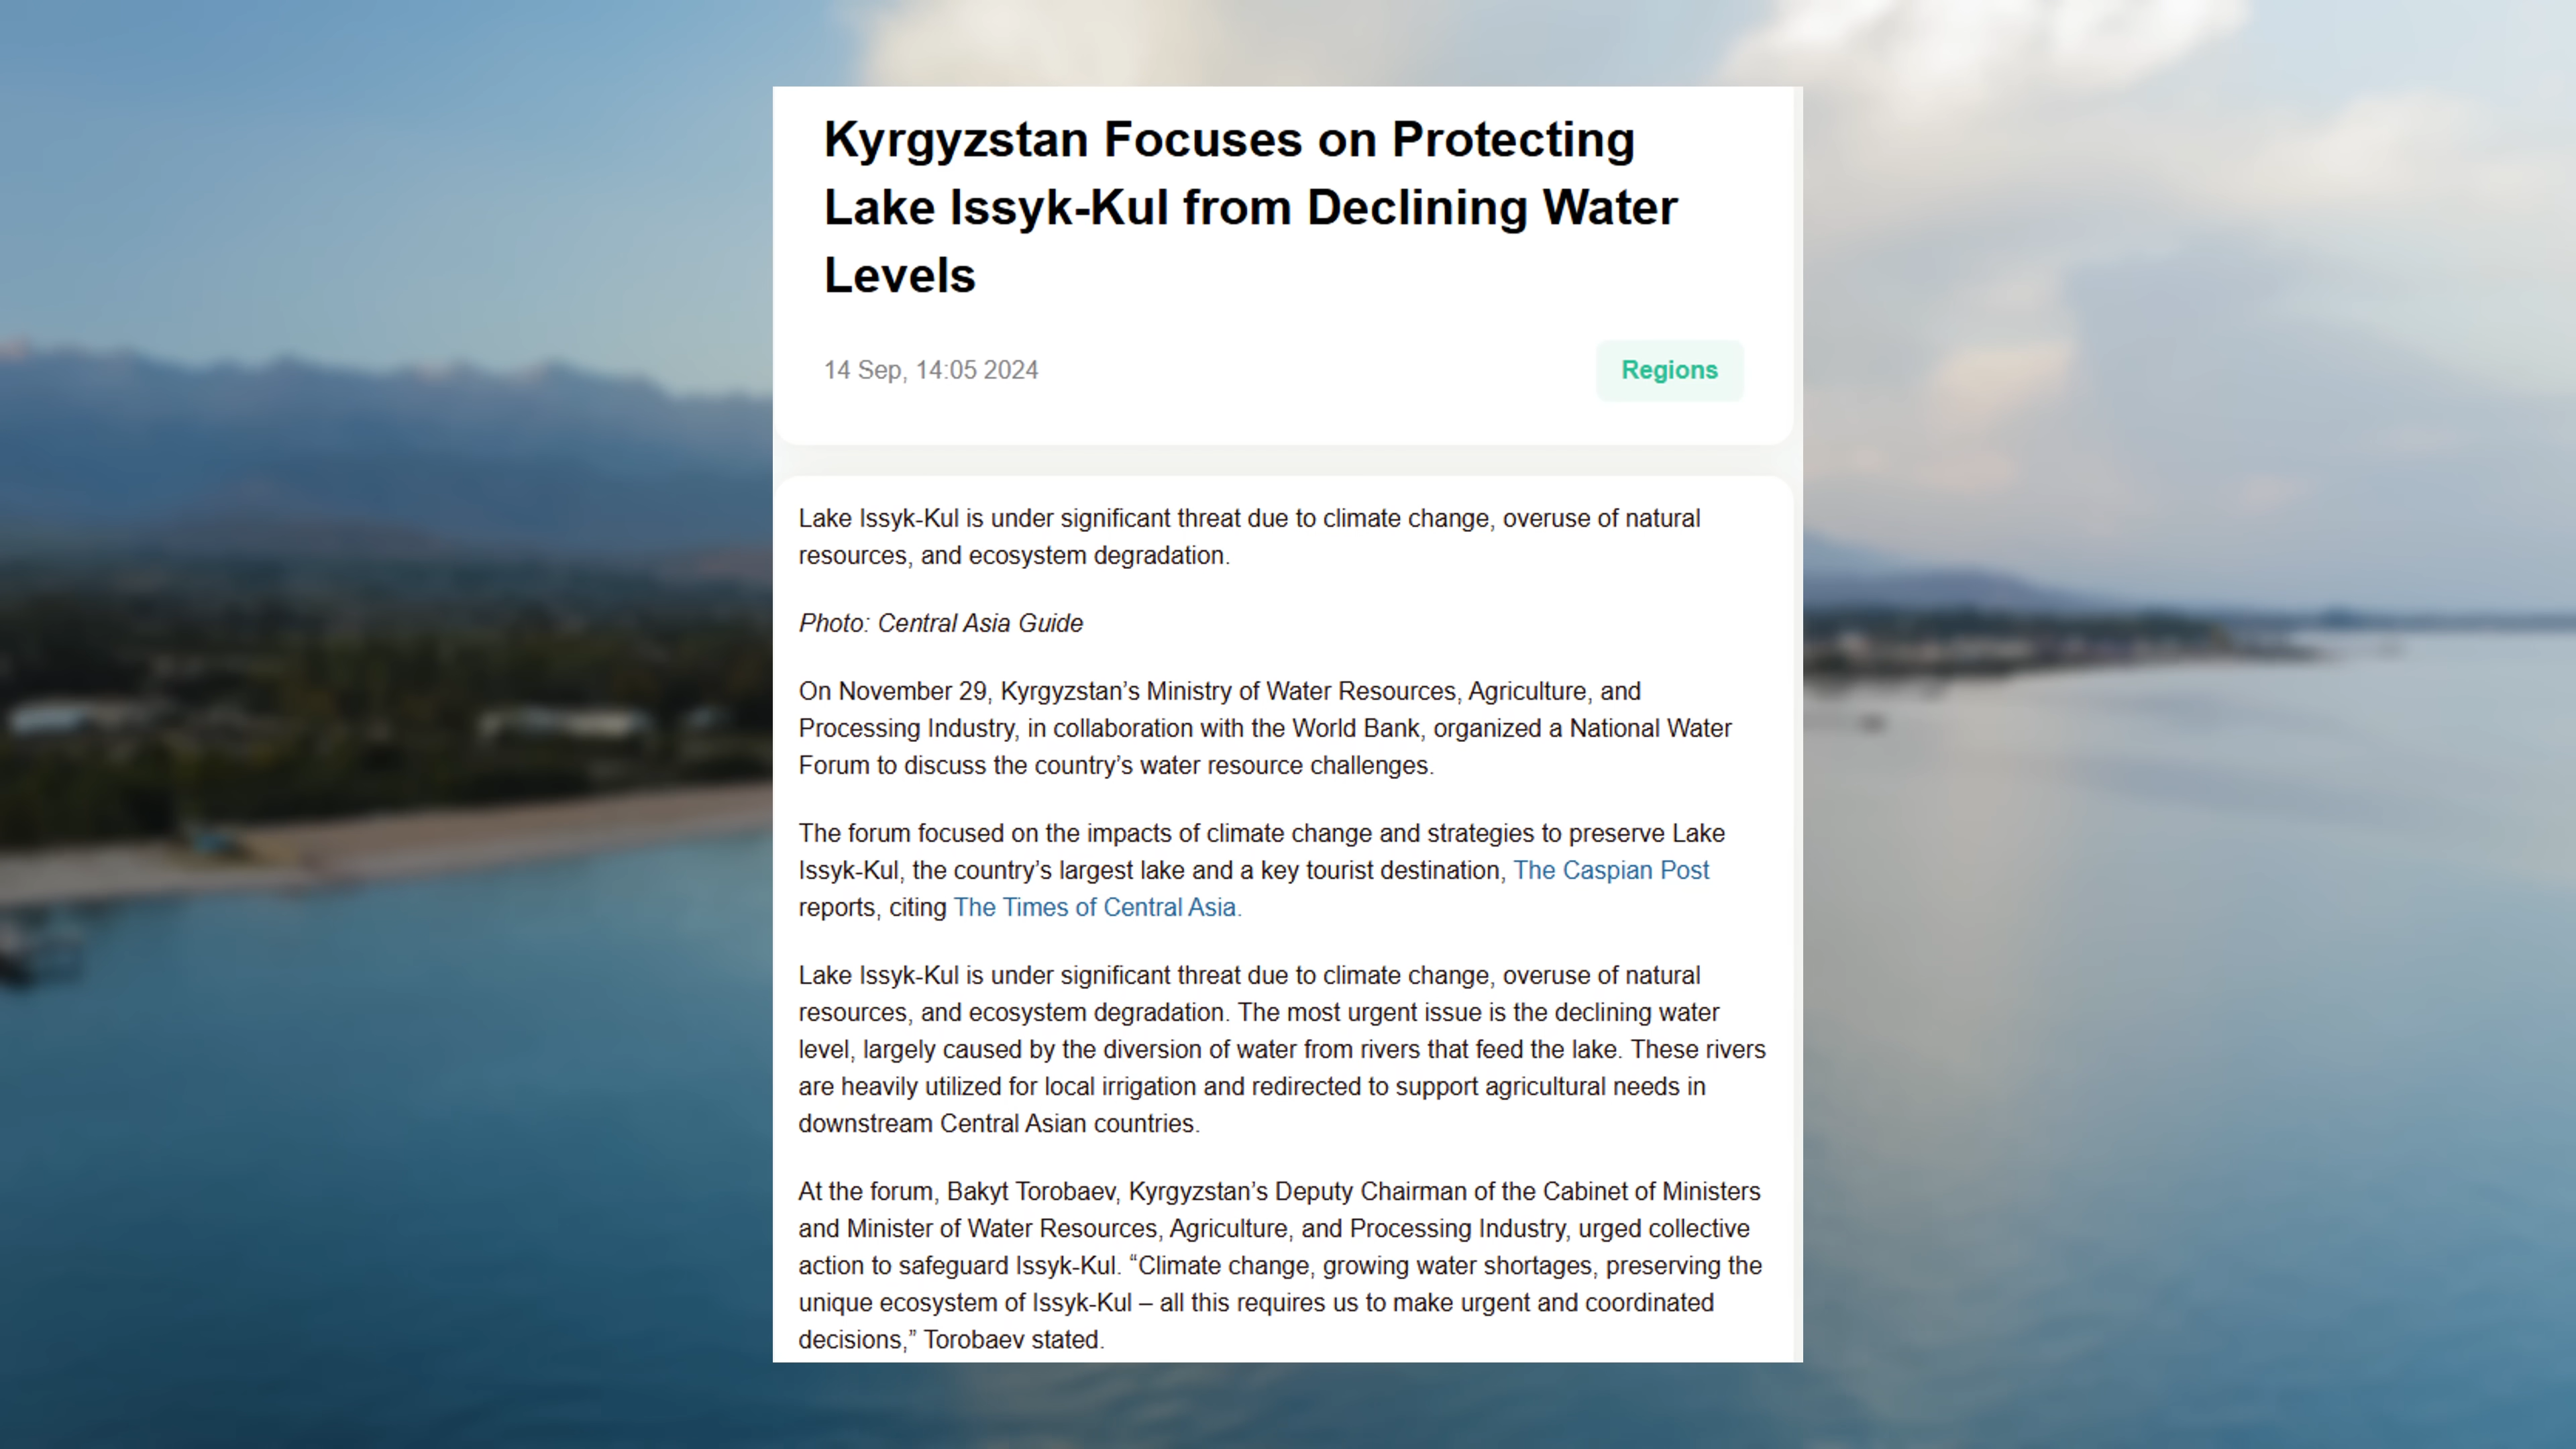 Kyrgyzstan Focuses on Protecting
Lake Issyk-Kul from Declining Water
Levels
14 Sep, 14:05 2024
Regions
Lake Issyk-Kul is under significant threat due to climate change, overuse of natural
resources, and ecosystem degradation.
Photo: Central Asia Guide
On November 29, Kyrgyzstan’s Ministry of Water Resources, Agriculture, and
Processing Industry, in collaboration with the World Bank, organized a National Water
Forum to discuss the country’s water resource challenges.
The forum focused on the impacts of climate change and strategies to preserve Lake
Issyk-Kul, the country’s largest lake and a key tourist destination, The Caspian Post
reports, citing The Times of Central Asia.
Lake Issyk-Kul is under significant threat due to climate change, overuse of natural
resources, and ecosystem degradation. The most urgent issue is the declining water
level, largely caused by the diversion of water from rivers that feed the lake. These rivers
are heavily utilized for local irrigation and redirected to support agricultural needs in
downstream Central Asian countries.
At the forum, Bakyt Torobaev, Kyrgyzstan’s Deputy Chairman of the Cabinet of Ministers
and Minister of Water Resources, Agriculture, and Processing Industry, urged collective
action to safeguard Issyk-Kul. “Climate change, growing water shortages, preserving the
unique ecosystem of Issyk-Kul – all this requires us to make urgent and coordinated
decisions,” Torobaev stated.